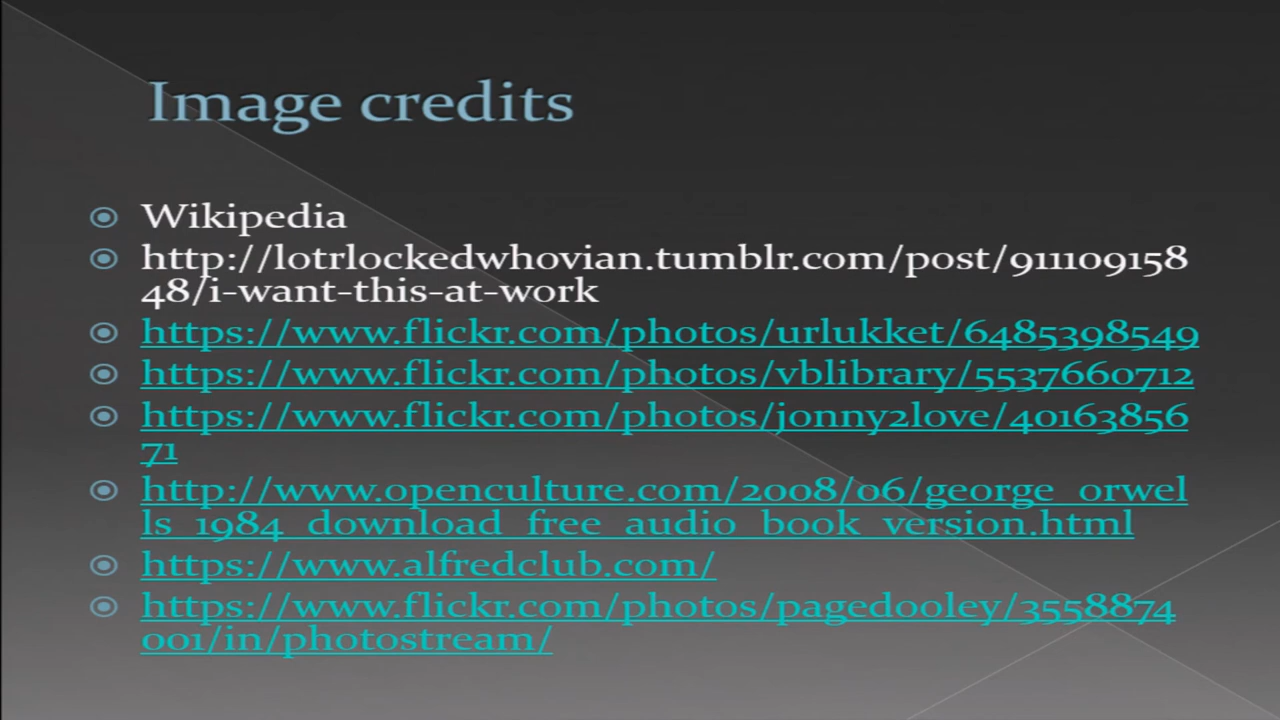 Image credits
Wikipedia
http://lotrlockedwhovian.tumblr.com/post/9111109158
48/i-want-this-at-work
https://www.flickr.com/photos/urlukket/6485398549
https://www.flickr.com/photos/vblibrary/5537660712
https://www.flickr.com/photos/jonny2love/40163856
71
http://www.openculture.com/2008/06/george_orwel
ls_1984_download_free_audio_book_version.html
https://www.alfredclub.com/
https://www.flickr.com/photos/pagedooley/3558874
001/in/photostream/